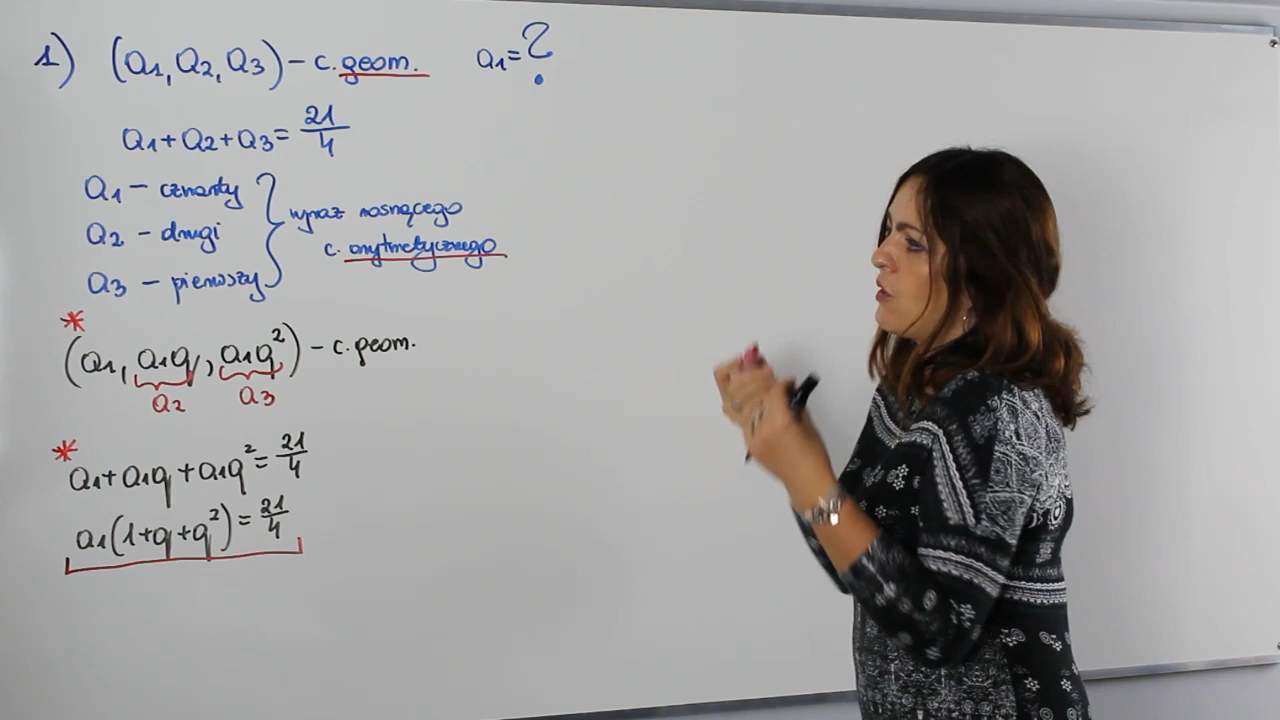 1) (a₁, a₂, a₃) – c. geom. a₁ = ?
a₁ + a₂ + a₃ = 21/4
a₁ – czwarty
a₂ – drugi
a₃ – pierwszy
} wyraz rosnącego
c. arytmetycznego
*
(a₁, a₁q, a₁q²) – c. geom.
a₂ a₃
*
a₁ + a₁q + a₁q² = 21/4
a₁(1+q+q²) = 21/4